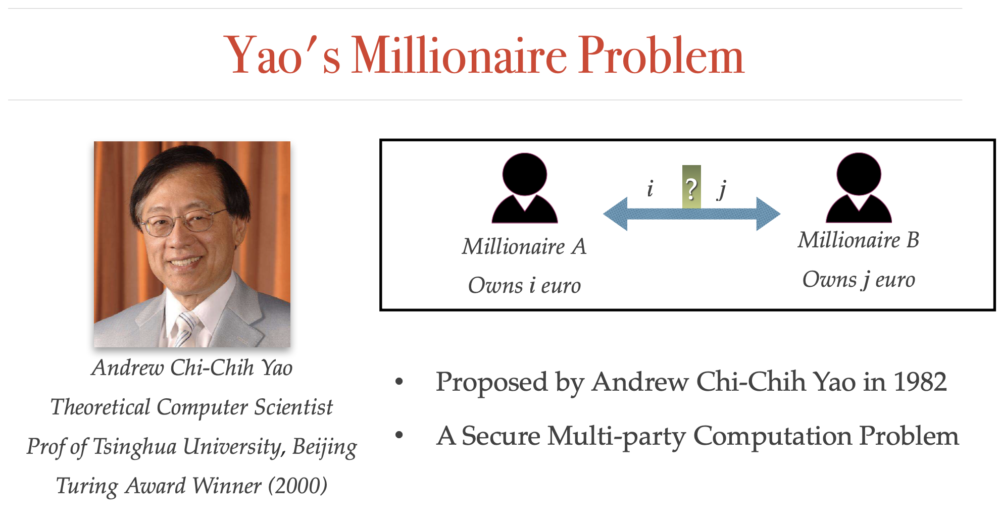 Yao's Millionaire Problem
i ? j
Millionaire A
Owns i euro
Millionaire B
Owns j euro
Andrew Chi-Chih Yao
Theoretical Computer Scientist
Prof of Tsinghua University, Beijing
Turing Award Winner (2000)
• Proposed by Andrew Chi-Chih Yao in 1982
• A Secure Multi-party Computation Problem